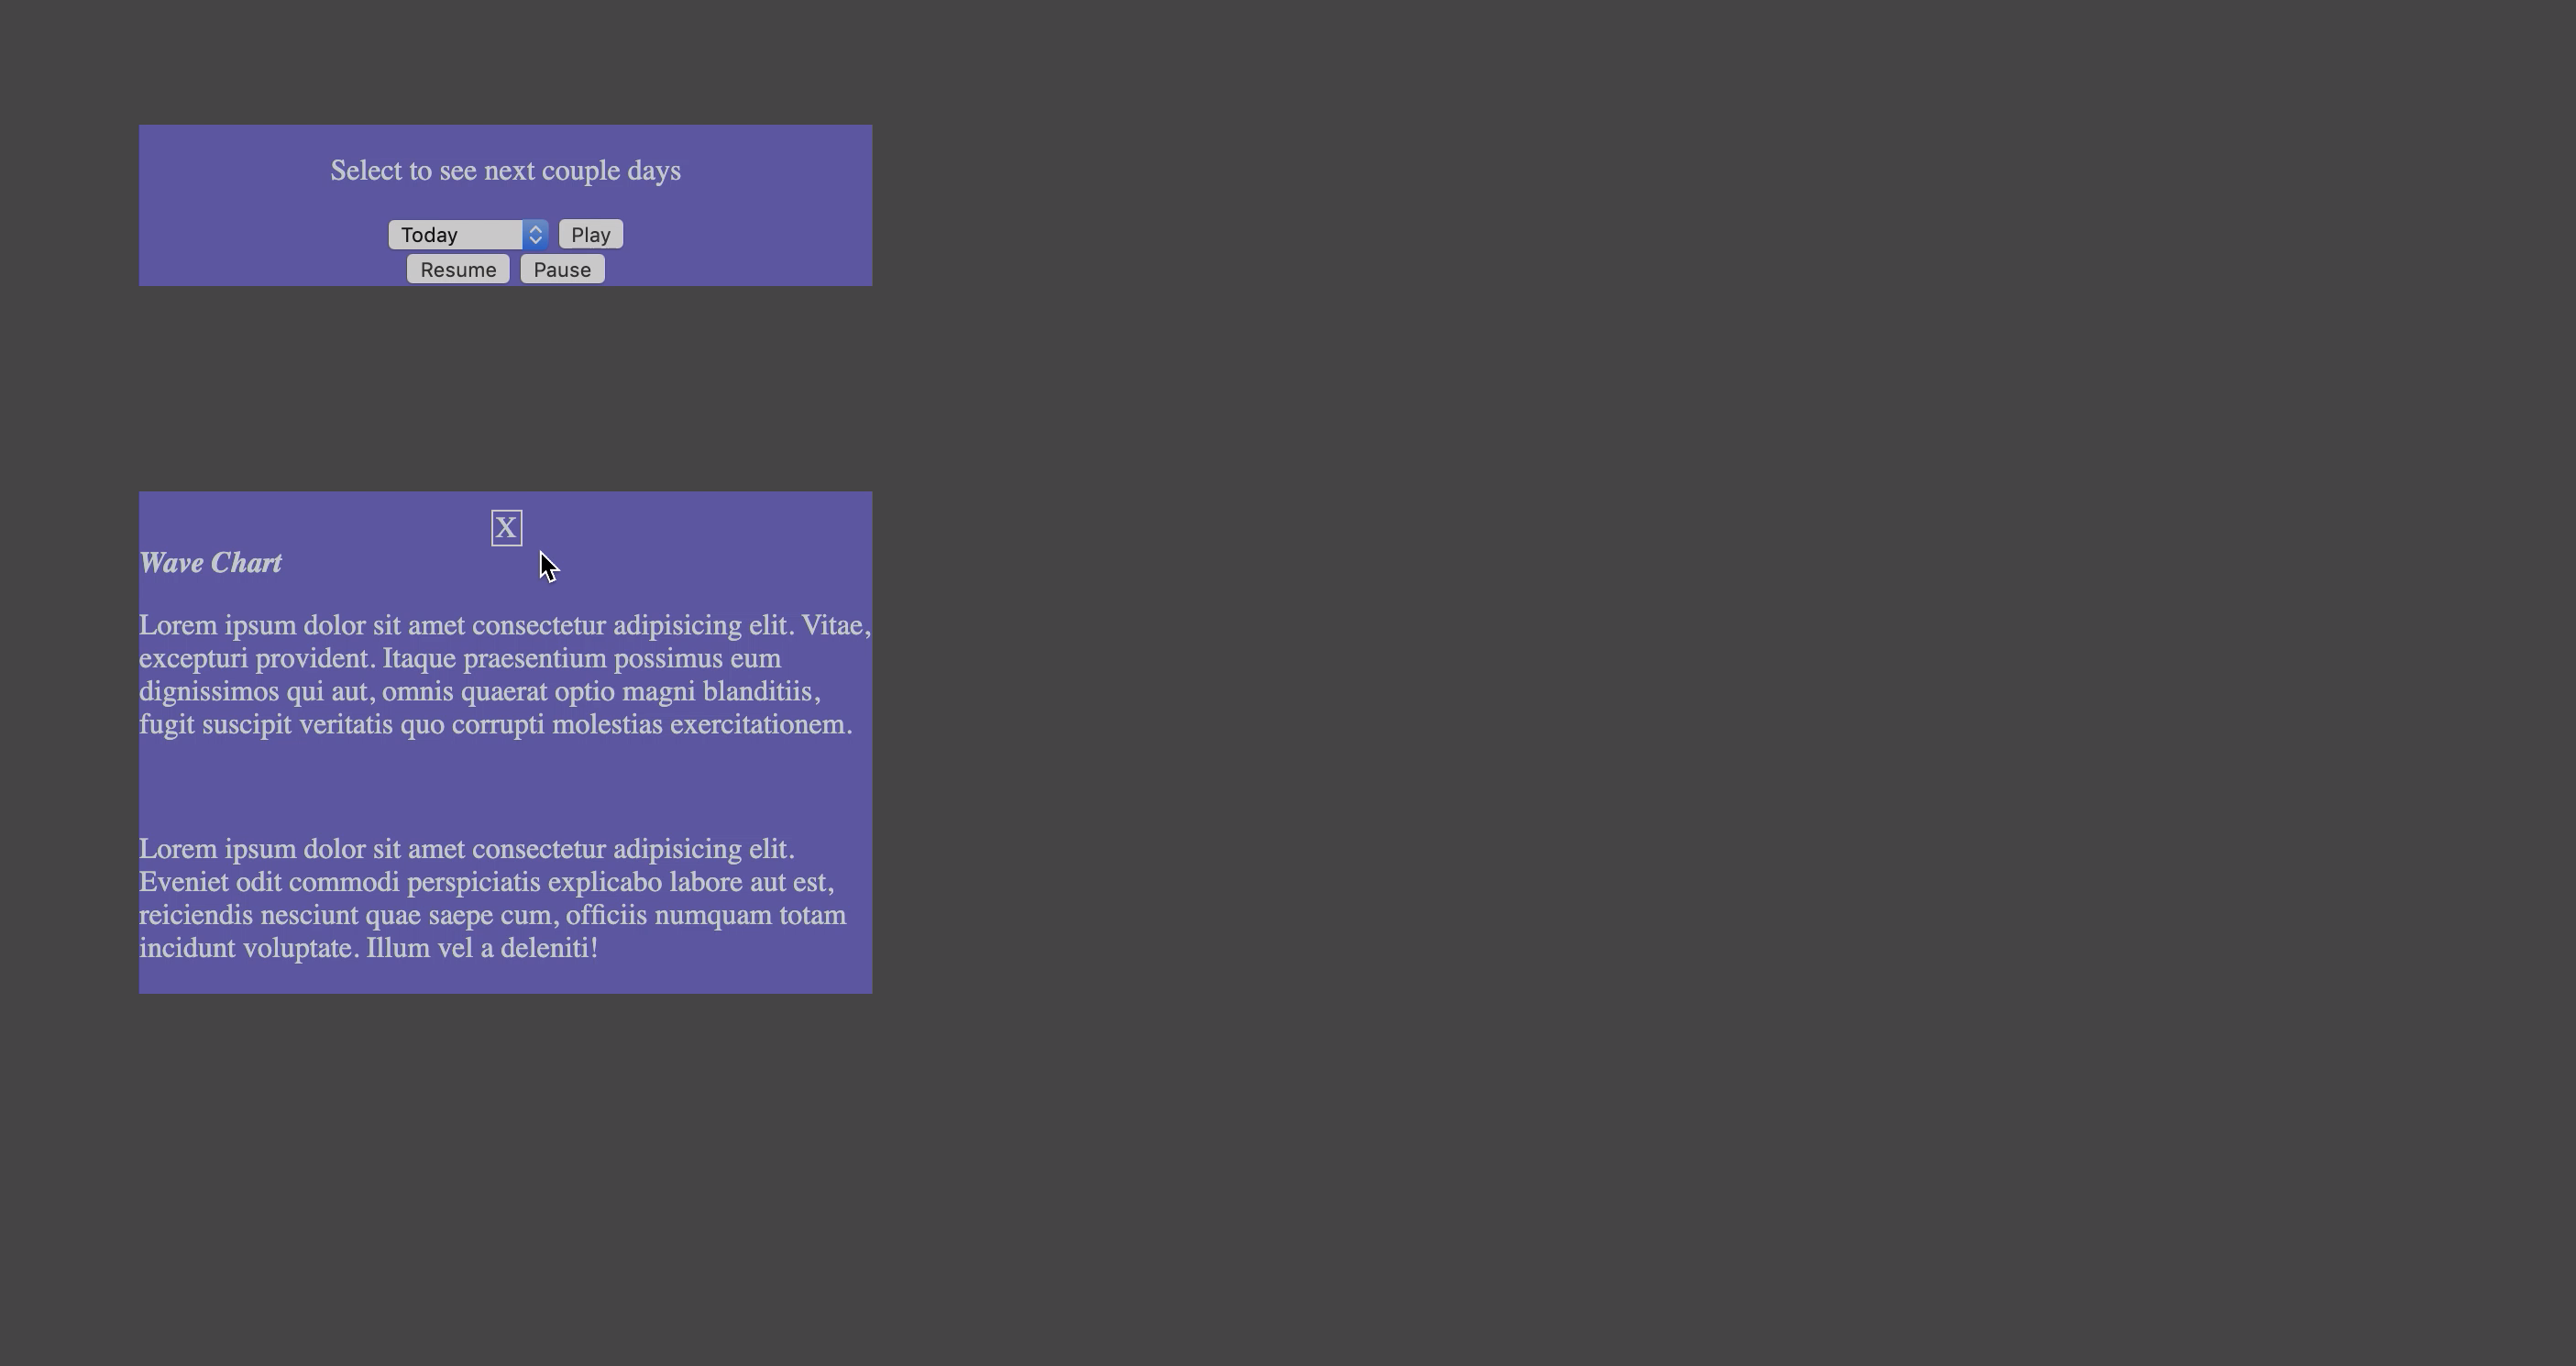 Select to see next couple days
Today Play
Resume Pause
X
Wave Chart
Lorem ipsum dolor sit amet consectetur adipisicing elit. Vitae,
excepturi provident. Itaque praesentium possimus eum
dignissimos qui aut, omnis quaerat optio magni blanditiis,
fugit suscipit veritatis quo corrupti molestias exercitationem.
Lorem ipsum dolor sit amet consectetur adipisicing elit.
Eveniet odit commodi perspiciatis explicabo labore aut est,
reiciendis nesciunt quae saepe cum, officiis numquam totam
incidunt voluptate. Illum vel a deleniti!